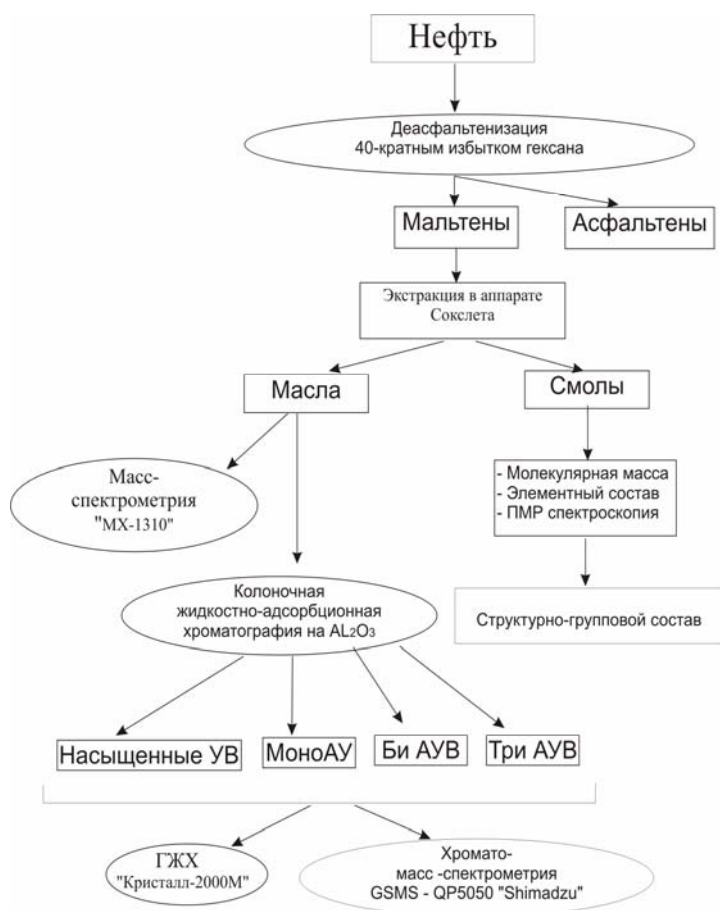 Нефть
Деасфальтенизация
40-кратным избытком гексана
Мальтены
Асфальтены
Экстракция в аппарате
Сокслета
Масла
Смолы
Масс-
спектрометрия
"МХ-1310"
- Молекулярная масса
- Элементный состав
- ПМР спектроскопия
Колоночная
жидкостно-адсорбционная
хроматография на AL2O3
Структурно-групповой состав
Насыщенные УВ
МоноАУ
Би АУВ
Три АУВ
ГЖХ
"Кристалл-2000М"
Хромато-
масс -спектрометрия
GSMS - QP5050 "Shimadzu"